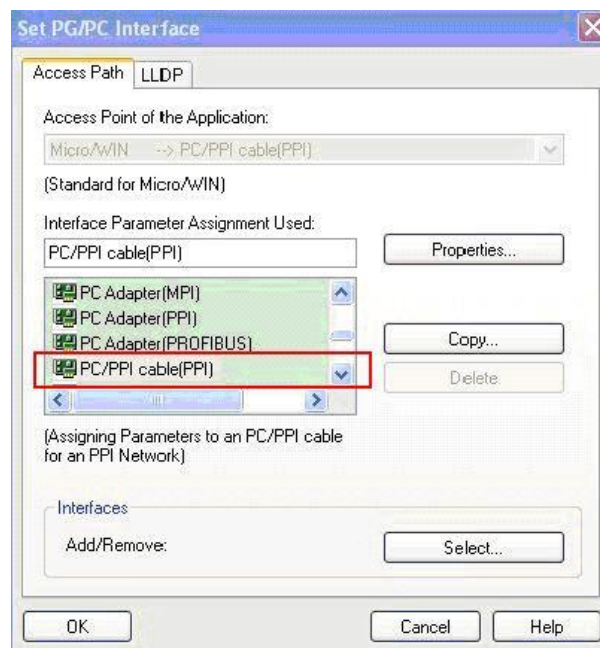 Set PG/PC Interface
Access Path LLDP
Access Point of the Application:
Micro/WIN --> PC/PPI cable(PPI)
(Standard for Micro/WIN)
Interface Parameter Assignment Used:
PC/PPI cable(PPI) Properties...
PC Adapter(MPI)
PC Adapter(PPI)
PC Adapter(PROFIBUS) Copy...
PC/PPI cable(PPI) Delete
(Assigning Parameters to an PC/PPI cable
for an PPI Network)
Interfaces
Add/Remove: Select...
OK Cancel Help